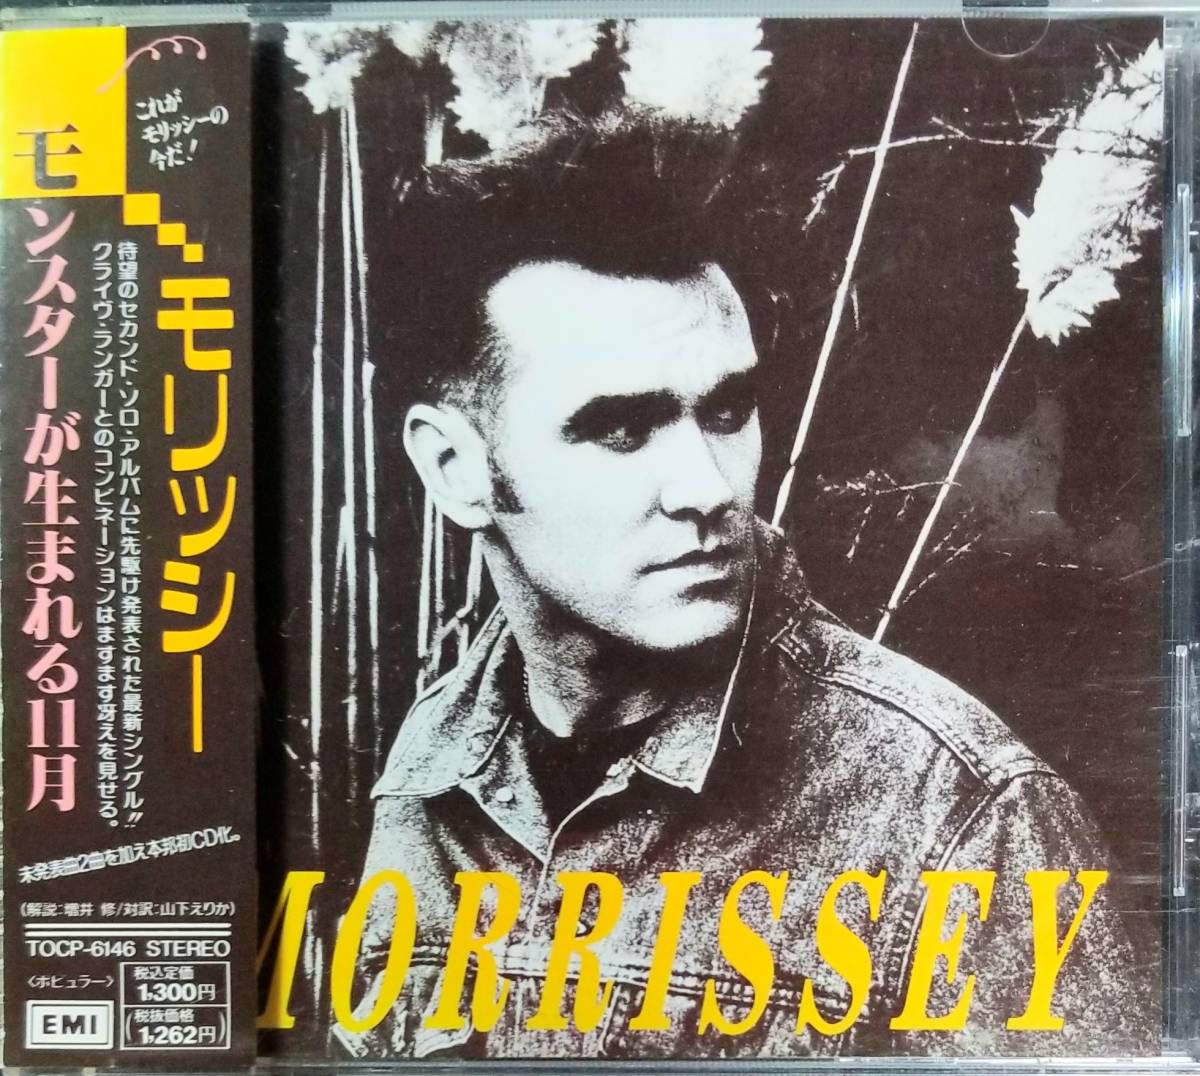 これが
モリッシーの
今だ!
モリッシー
待望のセカンド・ソロ・アルバムに先駆け発表された最新シングル!!
クライヴ・ランガーとのコンビネーションはますます冴えを見せる。
モンスターが生まれる11月
未発表曲2曲を加え本邦初CD化。
(解説:増井 修/対訳:山下えりか)
TOCP-6146 STEREO
<ポピュラー>
税込定価
1,300円
(税抜価格
1,262円)
EMI
MORRISSEY